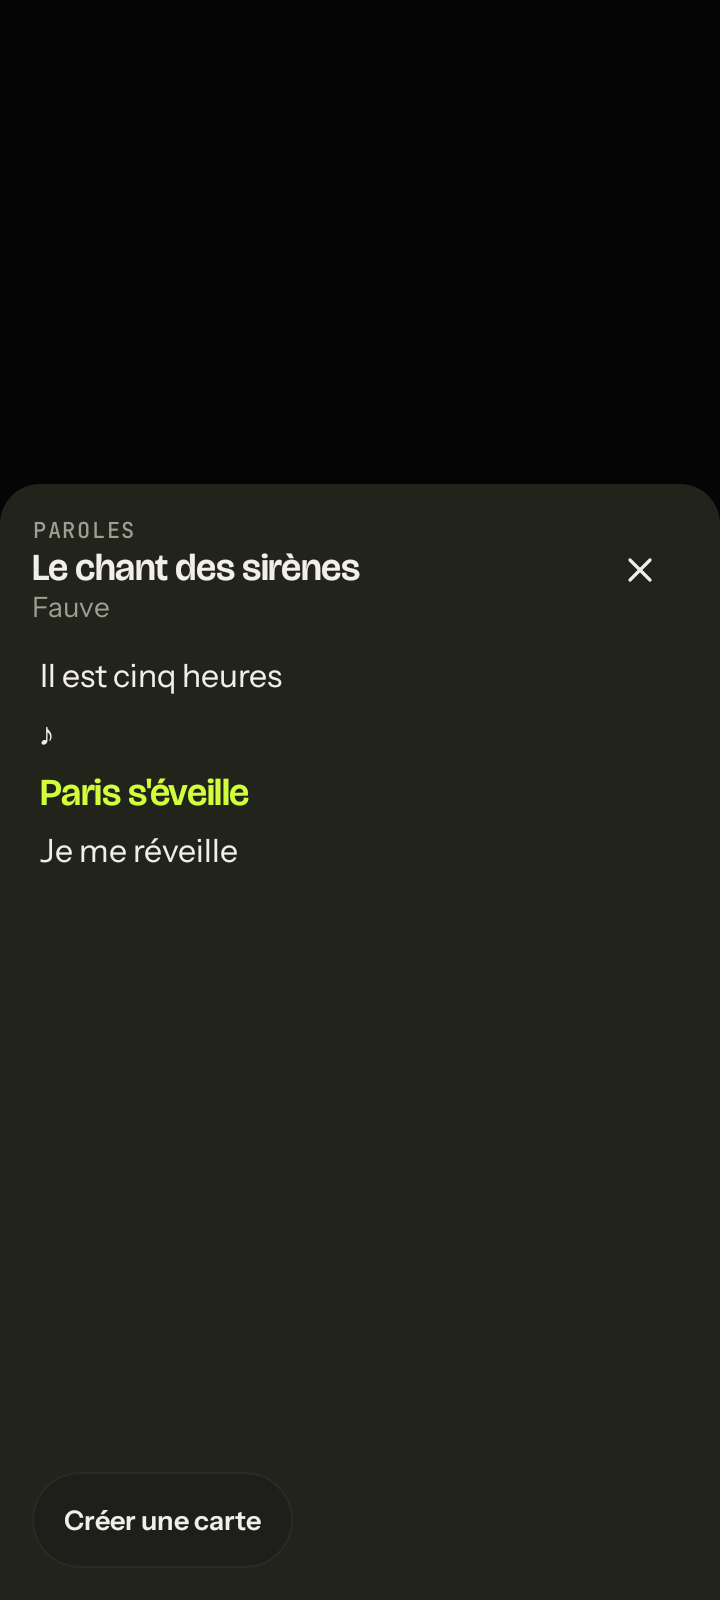 PAROLES
Le chant des sirènes
Fauve
Il est cinq heures
♪
Paris s'éveille
Je me réveille
Créer une carte